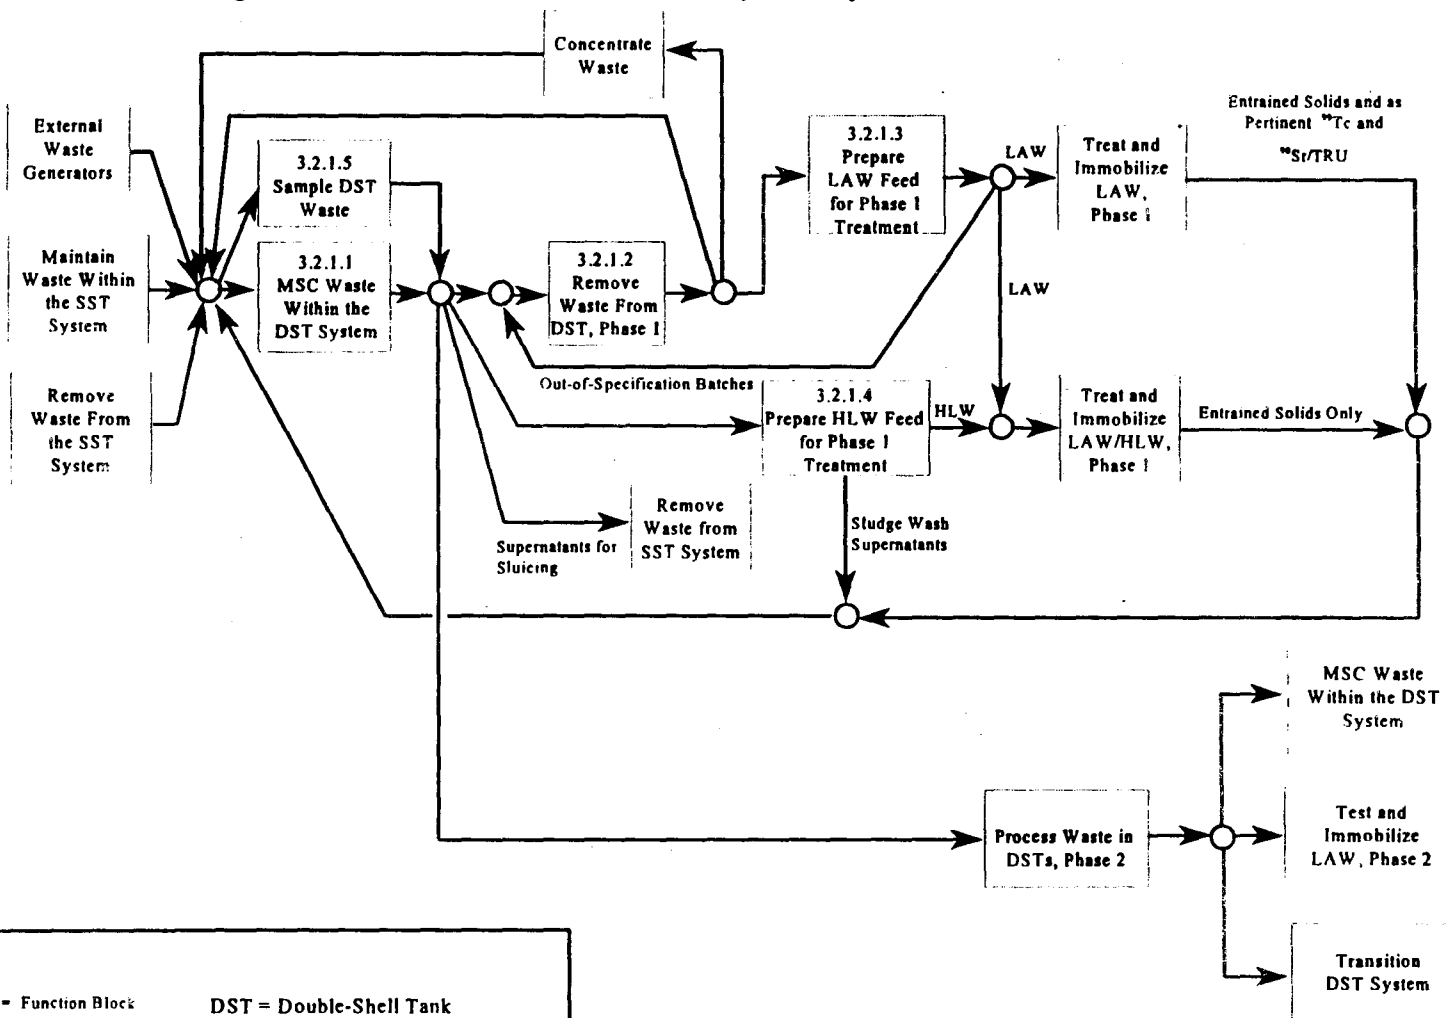 Concentrate
Waste
External
Waste
Generators
3.2.1.5
Sample DST
Waste
3.2.1.3
Prepare
LAW Feed
for Phase 1
Treatment
LAW
Treat and
Immobilize
LAW,
Phase 1
Entrained Solids and as
Pertinent ⁹⁹Tc and
⁹⁰Sr/TRU
Maintain
Waste Within
the SST
System
3.2.1.1
MSC Waste
Within the
DST System
3.2.1.2
Remove
Waste From
DST, Phase 1
LAW
Out-of-Specification Batches
Remove
Waste From
the SST
System
3.2.1.4
Prepare HLW Feed
for Phase 1
Treatment
HLW
Treat and
Immobilize
LAW/HLW,
Phase 1
Entrained Solids Only
Remove
Waste from
SST System
Supernatants for
Sluicing
Sludge Wash
Supernatants
MSC Waste
Within the DST
System
Process Waste in
DSTs, Phase 2
Test and
Immobilize
LAW, Phase 2
Transition
DST System
= Function Block
DST = Double-Shell Tank